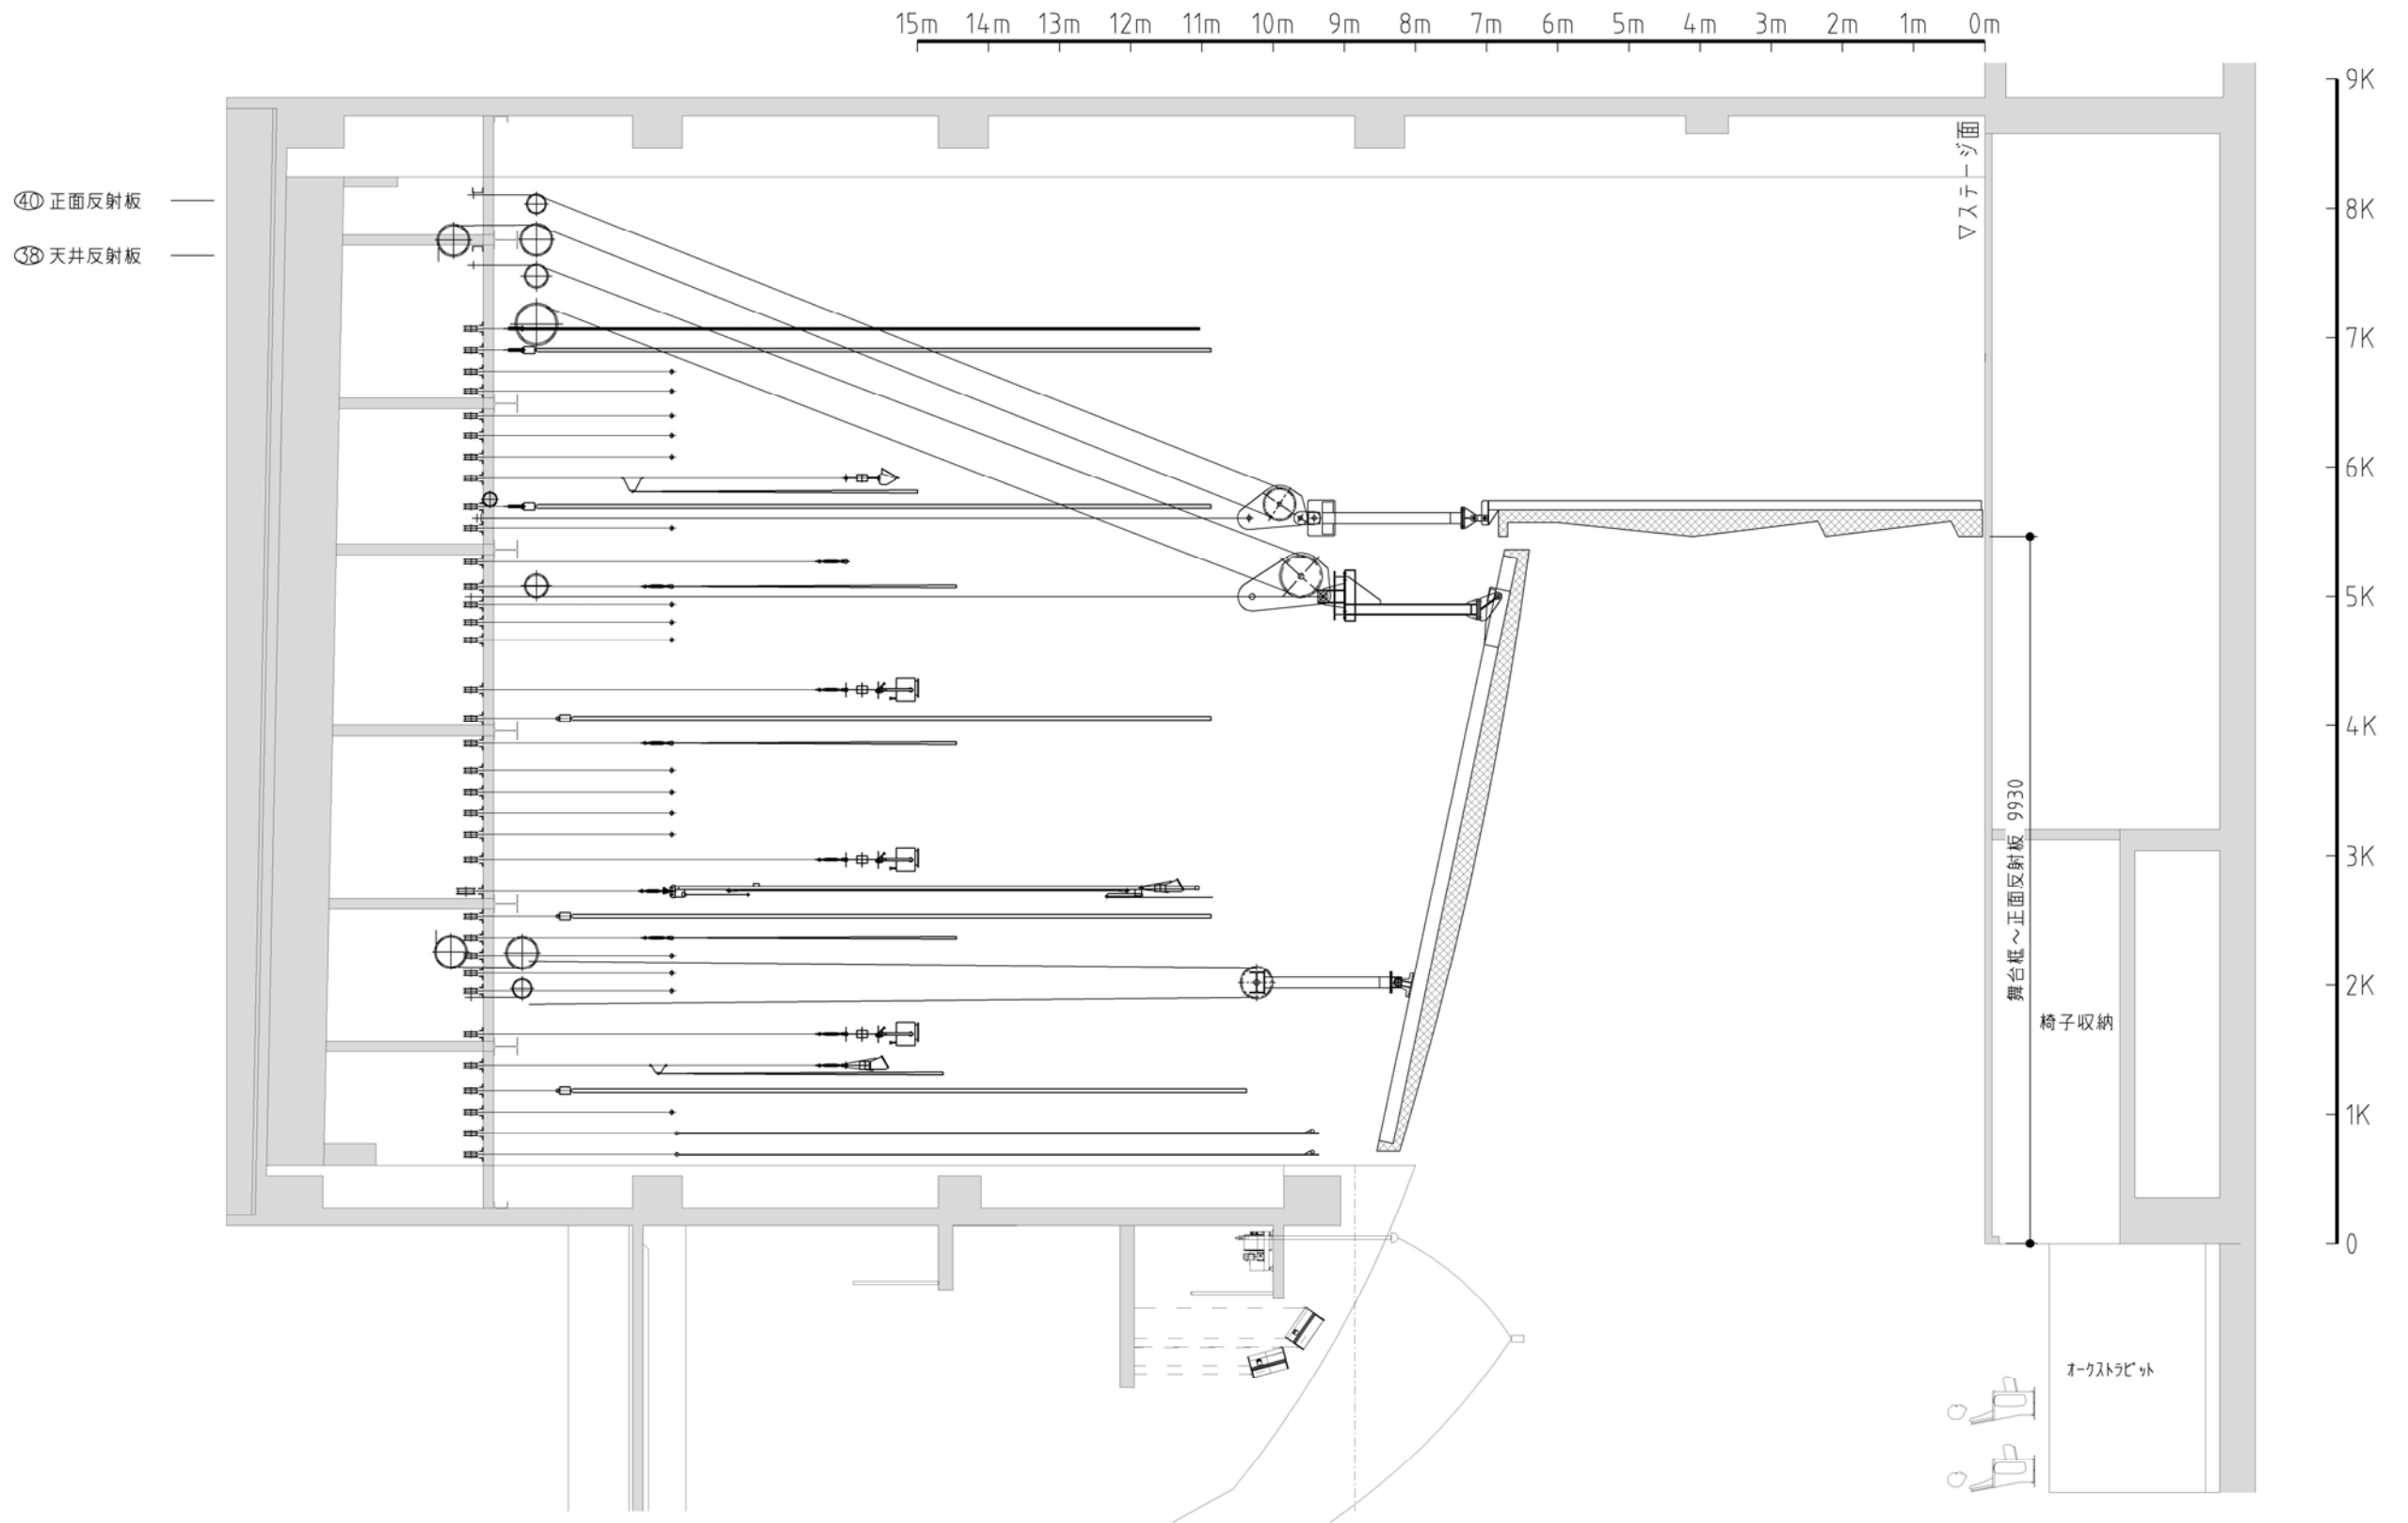 15m 14m 13m 12m 11m 10m 9m 8m 7m 6m 5m 4m 3m 2m 1m 0m
9K
▽ステージ面
㊵ 正面反射板
8K
㊳ 天井反射板
7K
6K
5K
4K
3K
舞台框～正面反射板 9930
2K
椅子収納
1K
0
オークストラピット